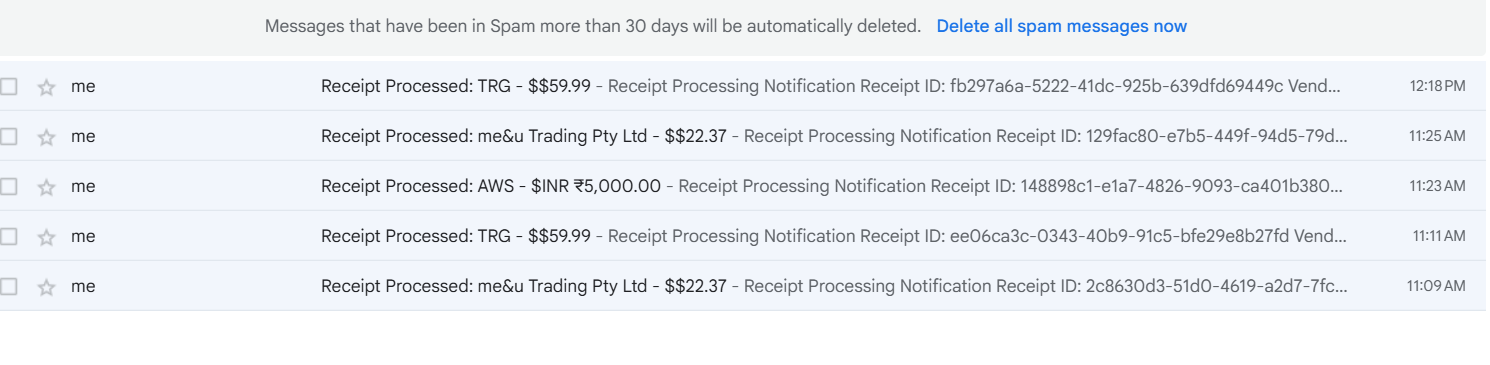 Messages that have been in Spam more than 30 days will be automatically deleted. Delete all spam messages now
me Receipt Processed: TRG - $$59.99 - Receipt Processing Notification Receipt ID: fb297a6a-5222-41dc-925b-639dfd69449c Vend... 12:18 PM
me Receipt Processed: me&u Trading Pty Ltd - $$22.37 - Receipt Processing Notification Receipt ID: 129fac80-e7b5-449f-94d5-79d... 11:25 AM
me Receipt Processed: AWS - $INR ₹5,000.00 - Receipt Processing Notification Receipt ID: 148898c1-e1a7-4826-9093-ca401b380... 11:23 AM
me Receipt Processed: TRG - $$59.99 - Receipt Processing Notification Receipt ID: ee06ca3c-0343-40b9-91c5-bfe29e8b27fd Vend... 11:11 AM
me Receipt Processed: me&u Trading Pty Ltd - $$22.37 - Receipt Processing Notification Receipt ID: 2c8630d3-51d0-4619-a2d7-7fc... 11:09 AM